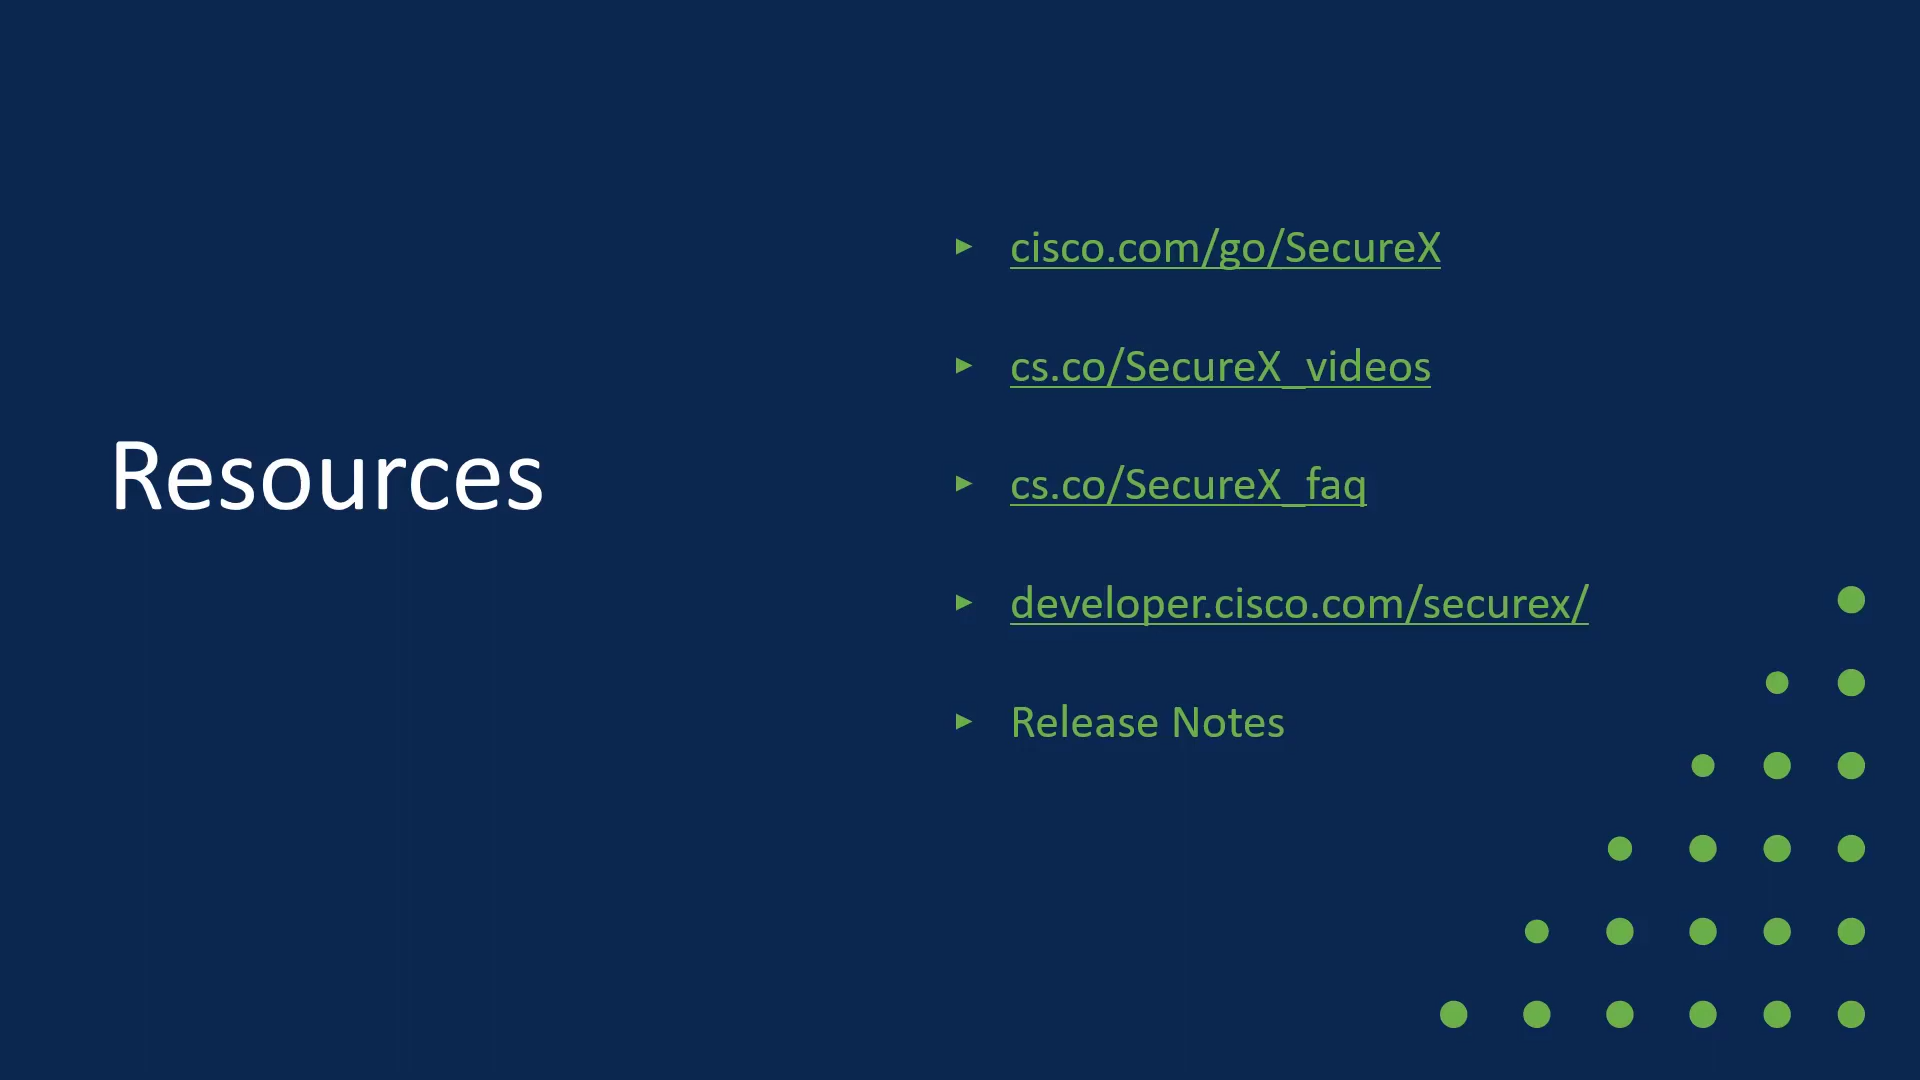 Resources
► cisco.com/go/SecureX
► cs.co/SecureX_videos
► cs.co/SecureX_faq
► developer.cisco.com/securex/
► Release Notes